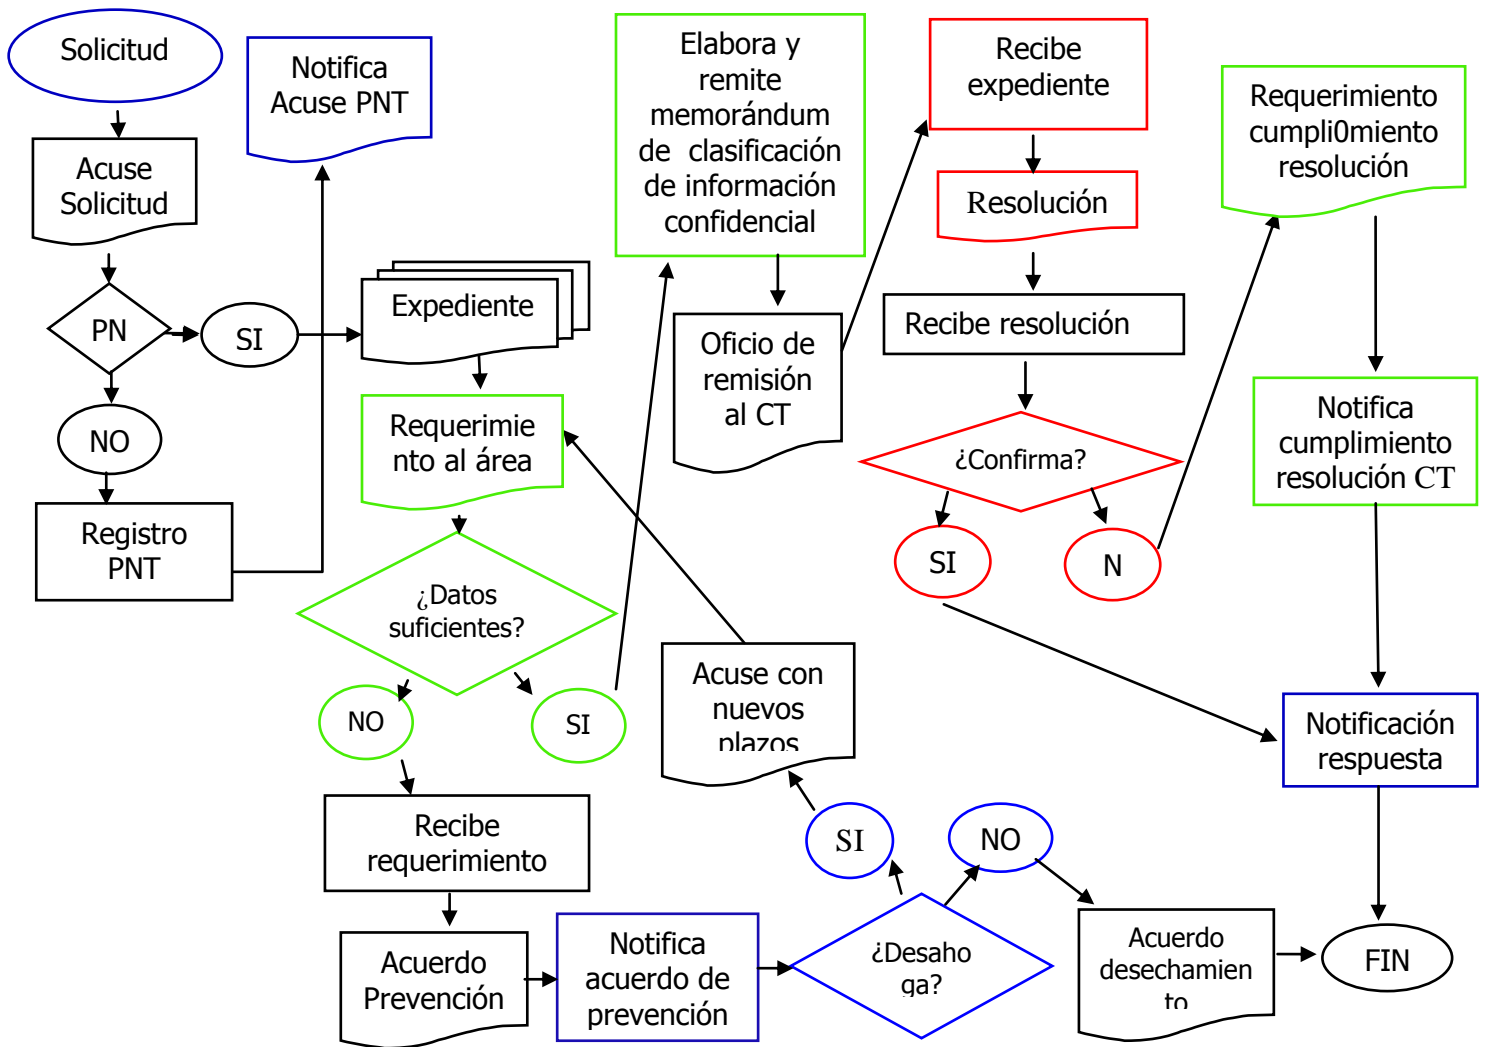 Solicitud
Notifica
Acuse PNT
Acuse
Solicitud
PN
SI
NO
Registro
PNT
Expediente
Requerimie
nto al área
¿Datos
suficientes?
NO
SI
Recibe
requerimiento
Acuerdo
Prevención
Notifica
acuerdo de
prevención
¿Desaho
ga?
SI
NO
Acuse con
nuevos
plazos
Acuerdo
desechamien
to
FIN
Elabora y
remite
memorándum
de clasificación
de información
confidencial
Oficio de
remisión
al CT
Recibe
expediente
Resolución
Recibe resolución
¿Confirma?
SI
N
Requerimiento
cumpli0miento
resolución
Notifica
cumplimiento
resolución CT
Notificación
respuesta